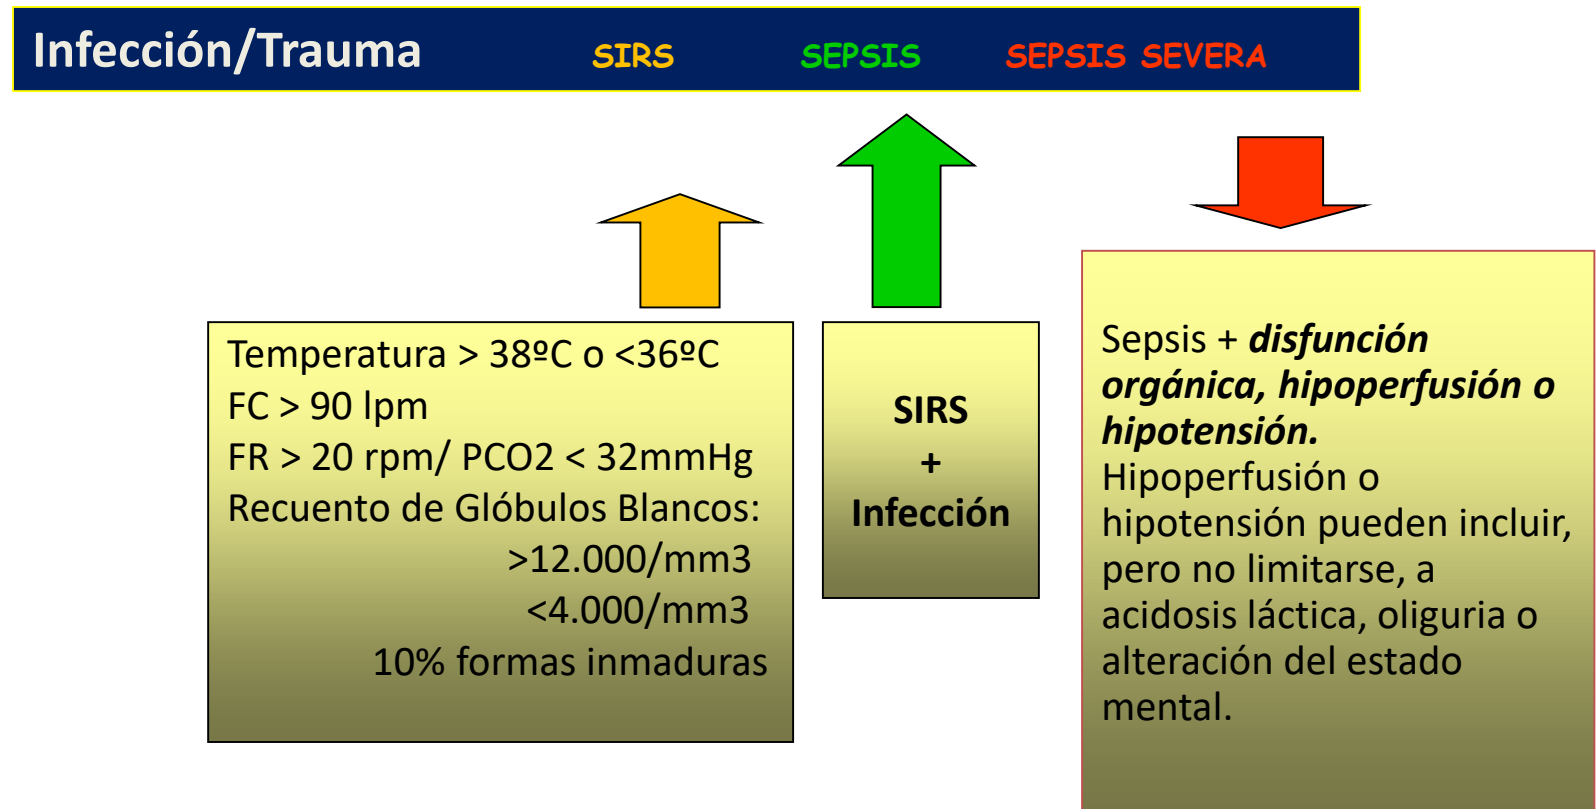 Infección/Trauma SIRS SEPSIS SEPSIS SEVERA
Temperatura > 38ºC o <36ºC
FC > 90 lpm
FR > 20 rpm/ PCO2 < 32mmHg
Recuento de Glóbulos Blancos:
>12.000/mm3
<4.000/mm3
10% formas inmaduras
SIRS
+
Infección
Sepsis + disfunción
orgánica, hipoperfusión o
hipotensión.
Hipoperfusión o
hipotensión pueden incluir,
pero no limitarse, a
acidosis láctica, oliguria o
alteración del estado
mental.